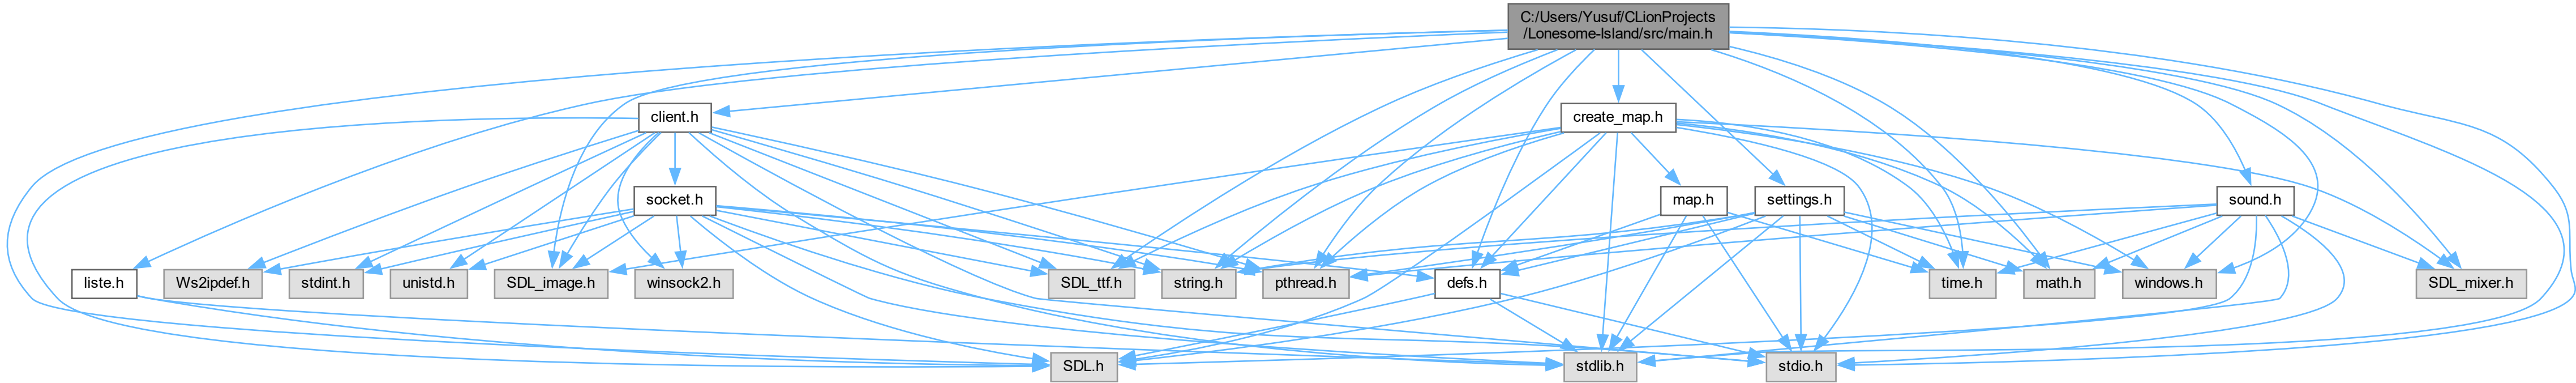 C:/Users/Yusuf/CLionProjects
/Lonesome-Island/src/main.h
client.h
create_map.h
socket.h
map.h
settings.h
sound.h
liste.h
Ws2ipdef.h
stdint.h
unistd.h
SDL_image.h
winsock2.h
SDL_ttf.h
string.h
pthread.h
defs.h
time.h
math.h
windows.h
SDL_mixer.h
SDL.h
stdlib.h
stdio.h